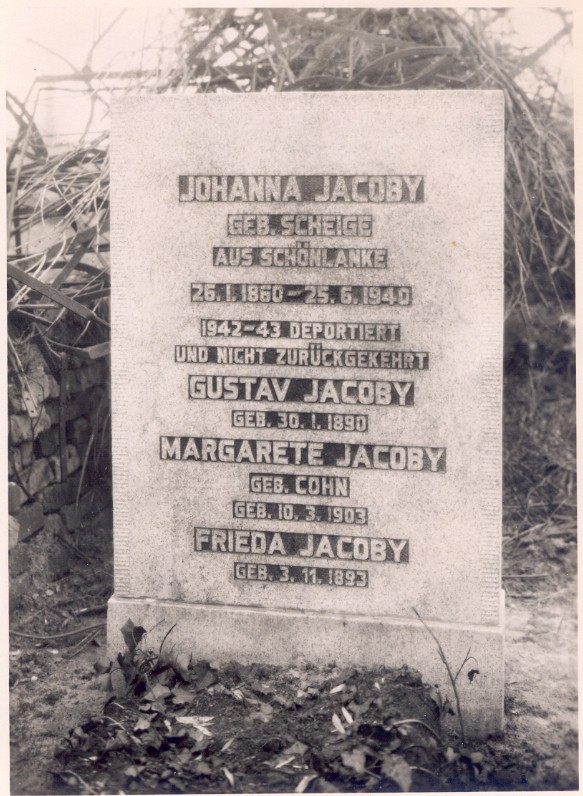 JOHANNA JACOBY
GEB. SCHEIGE
AUS SCHÖNLANKE
26.1.1860-25.6.1940
1942-43 DEPORTIERT
UND NICHT ZURÜCKGEKEHRT
GUSTAV JACOBY
GEB. 30.1.1890
MARGARETE JACOBY
GEB. COHN
GEB. 10.3.1903
FRIEDA JACOBY
GEB. 3.11.1893